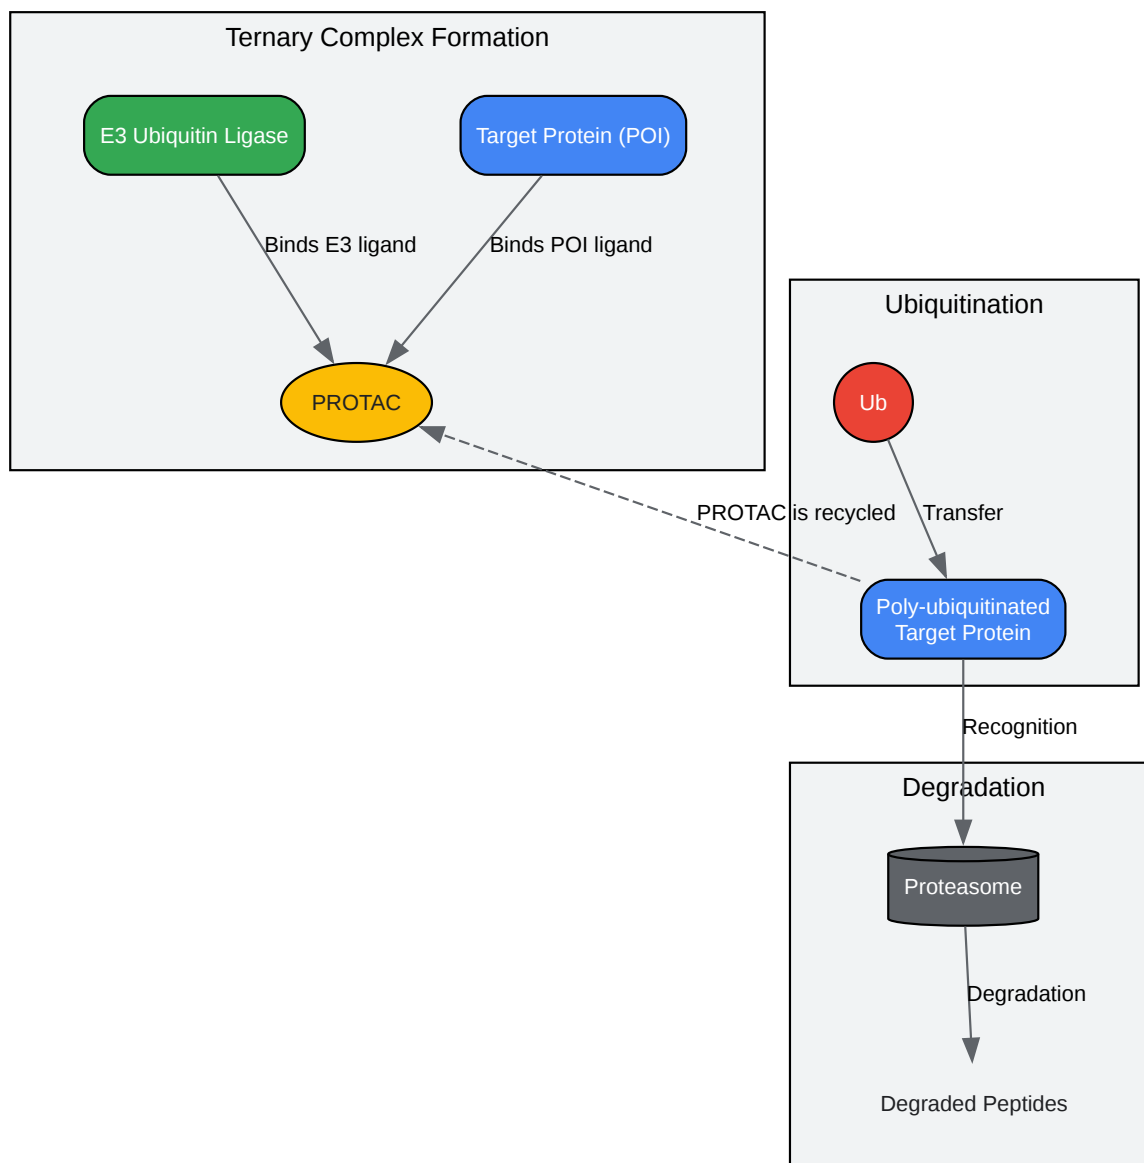 Ternary Complex Formation
E3 Ubiquitin Ligase
Target Protein (POI)
Binds E3 ligand
Binds POI ligand
PROTAC
Ubiquitination
Ub
PROTAC is recycled
Transfer
Poly-ubiquitinated
Target Protein
Recognition
Degradation
Proteasome
Degradation
Degraded Peptides